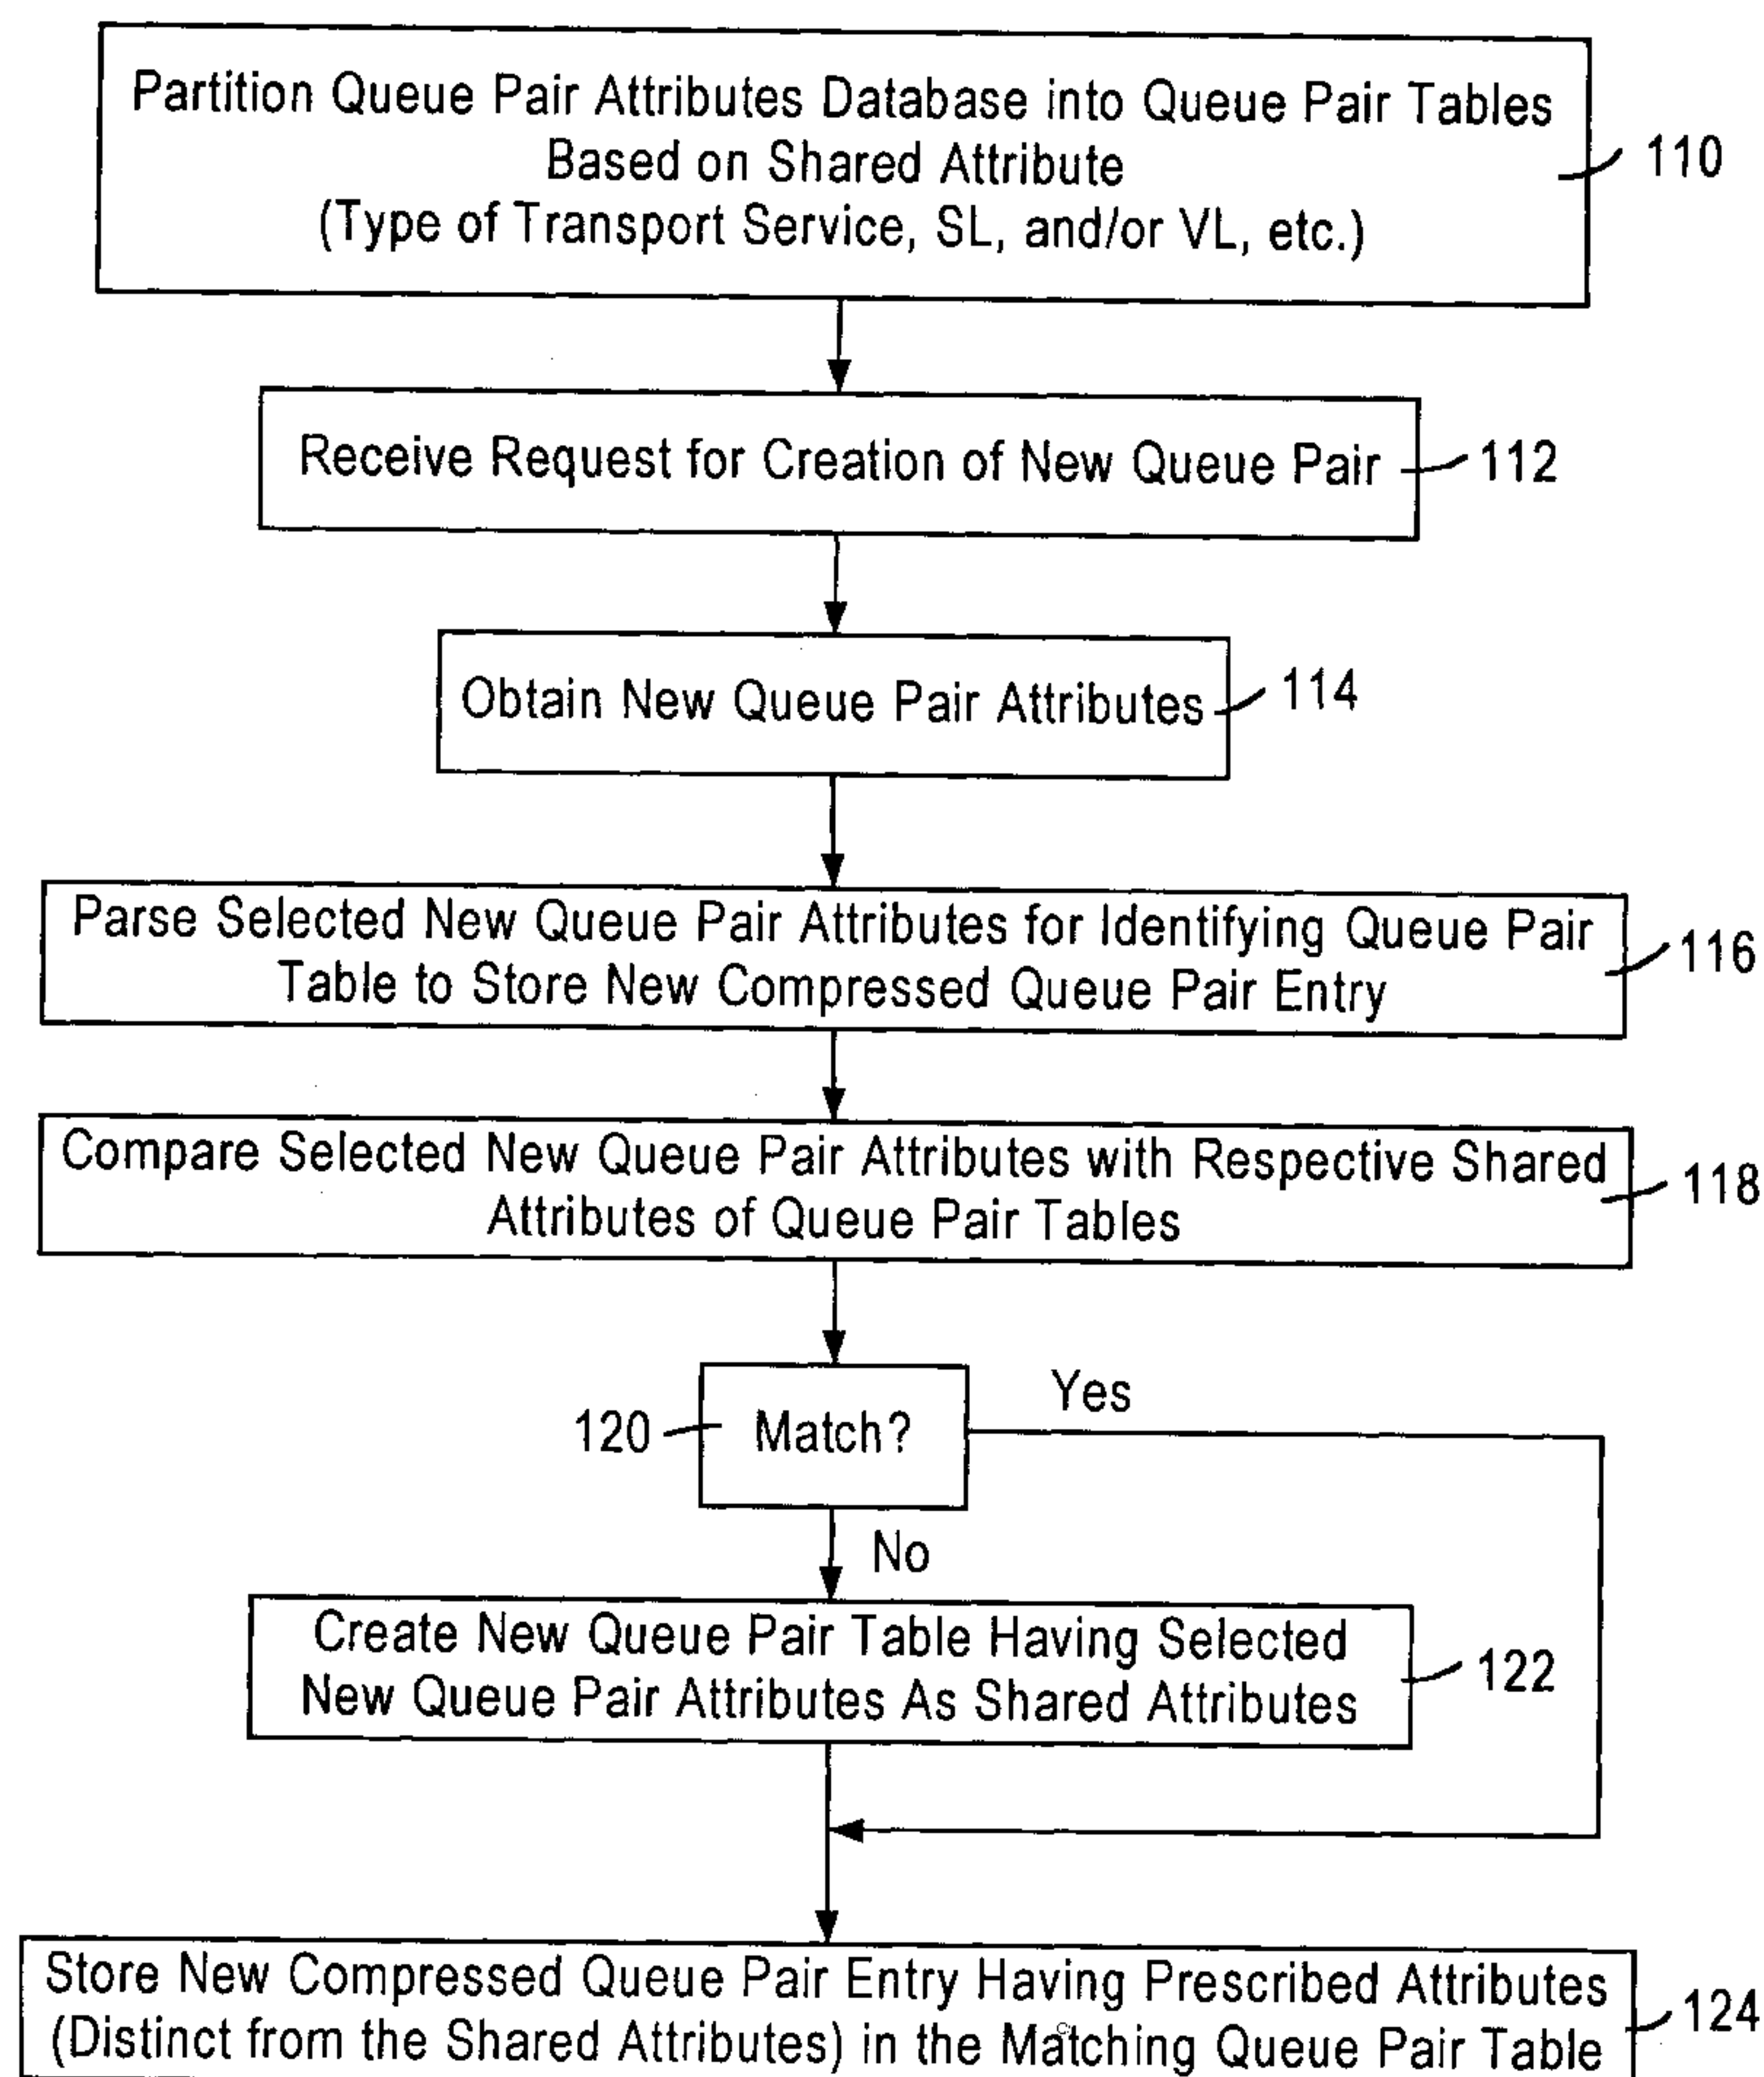 Partition Queue Pair Attributes Database into Queue Pair Tables
Based on Shared Attribute
(Type of Transport Service, SL, and/or VL, etc.)
110
Receive Request for Creation of New Queue Pair
112
Obtain New Queue Pair Attributes
114
Parse Selected New Queue Pair Attributes for Identifying Queue Pair
Table to Store New Compressed Queue Pair Entry
116
Compare Selected New Queue Pair Attributes with Respective Shared
Attributes of Queue Pair Tables
118
120
Match?
Yes
No
Create New Queue Pair Table Having Selected
New Queue Pair Attributes As Shared Attributes
122
Store New Compressed Queue Pair Entry Having Prescribed Attributes
(Distinct from the Shared Attributes) in the Matching Queue Pair Table
124